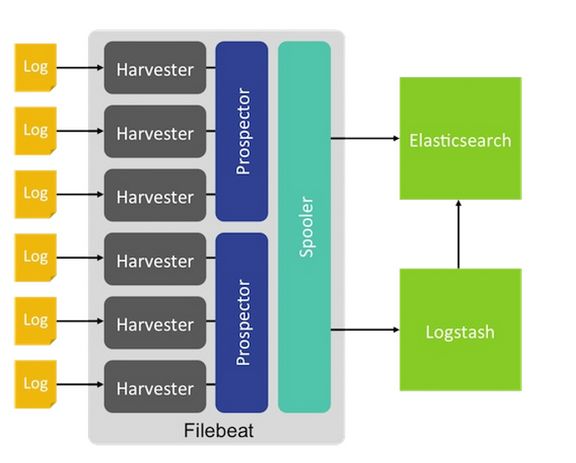 Log
Harvester
Log
Harvester
Log
Harvester
Prospector
Log
Harvester
Log
Harvester
Log
Harvester
Prospector
Spooler
Filebeat
Elasticsearch
Logstash